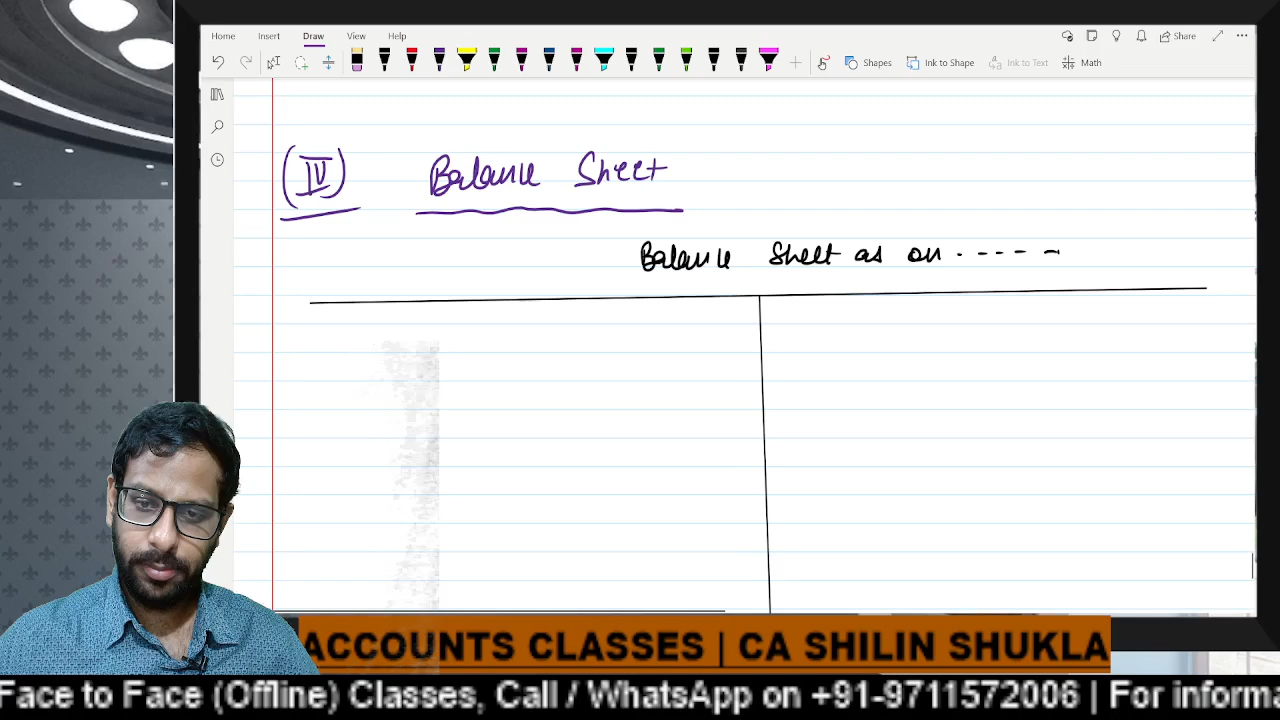 Home Insert Draw View Help
Share
Shapes Ink to Shape Ink to Text Math
(IV) Balance Sheet
Balance Sheet as on
ACCOUNTS CLASSES | CA SHILIN SHUKLA
Face to Face (Offline) Classes, Call / WhatsApp on +91-9711572006 | For informa